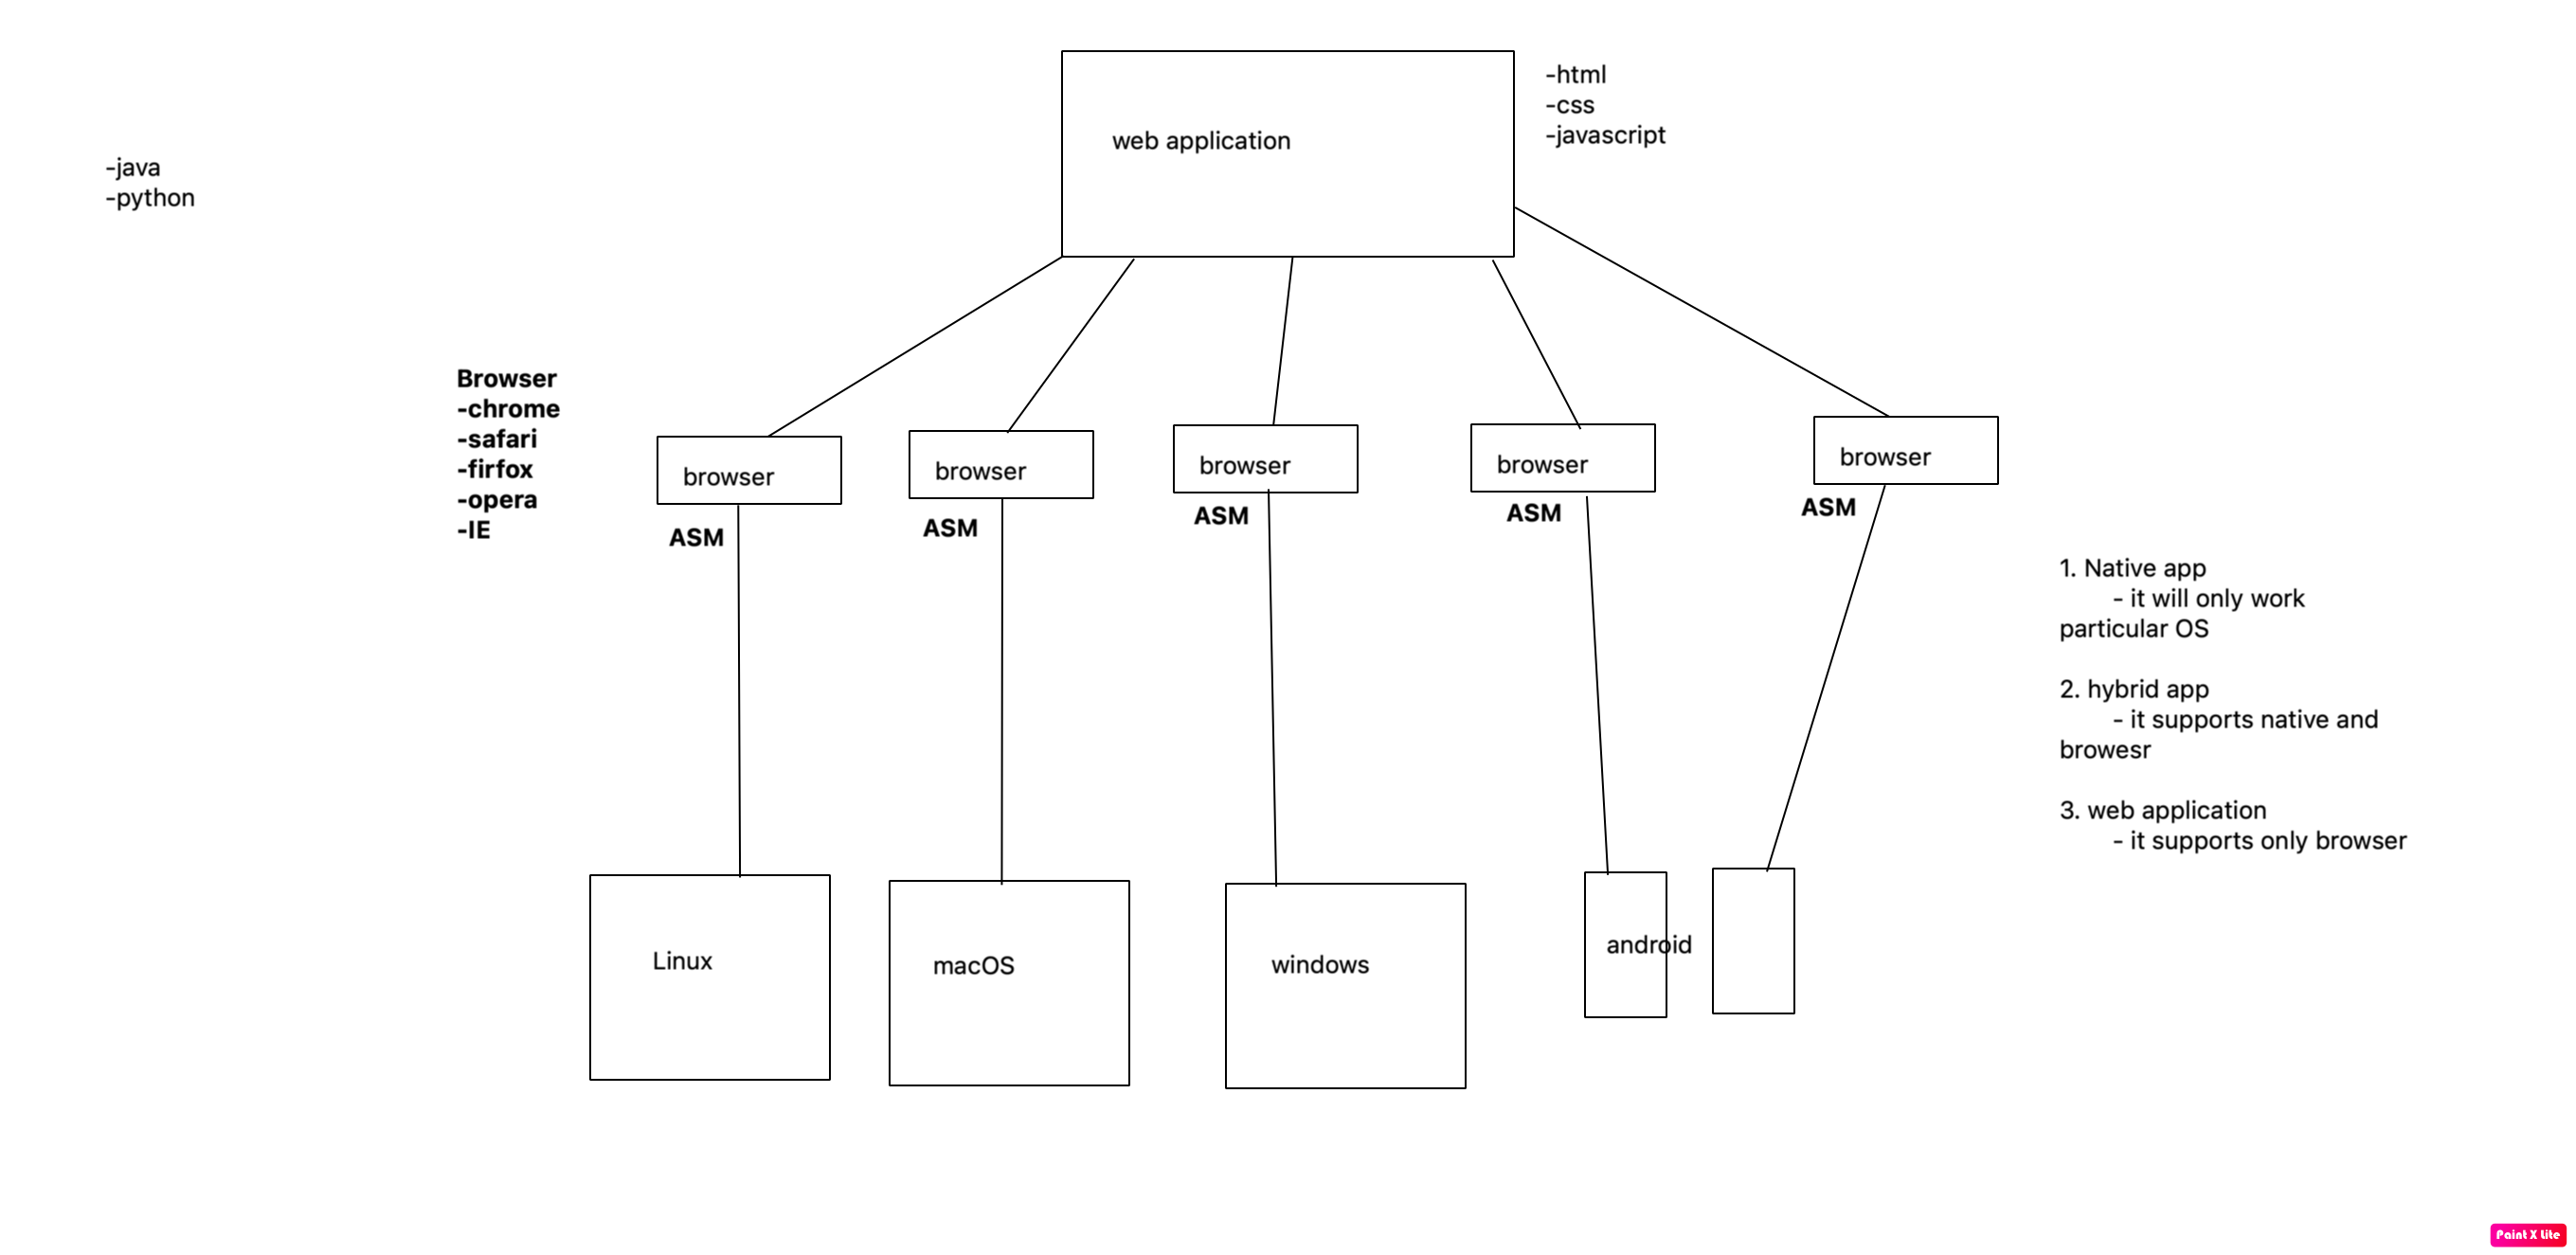 -html
-css
-javascript
web application
-java
-python
Browser
-chrome
-safari
-firfox
-opera
-IE
browser
browser
browser
browser
browser
ASM
ASM
ASM
ASM
ASM
1. Native app
- it will only work
particular OS
2. hybrid app
- it supports native and
browesr
3. web application
- it supports only browser
Linux
macOS
windows
android
Paint X Lite